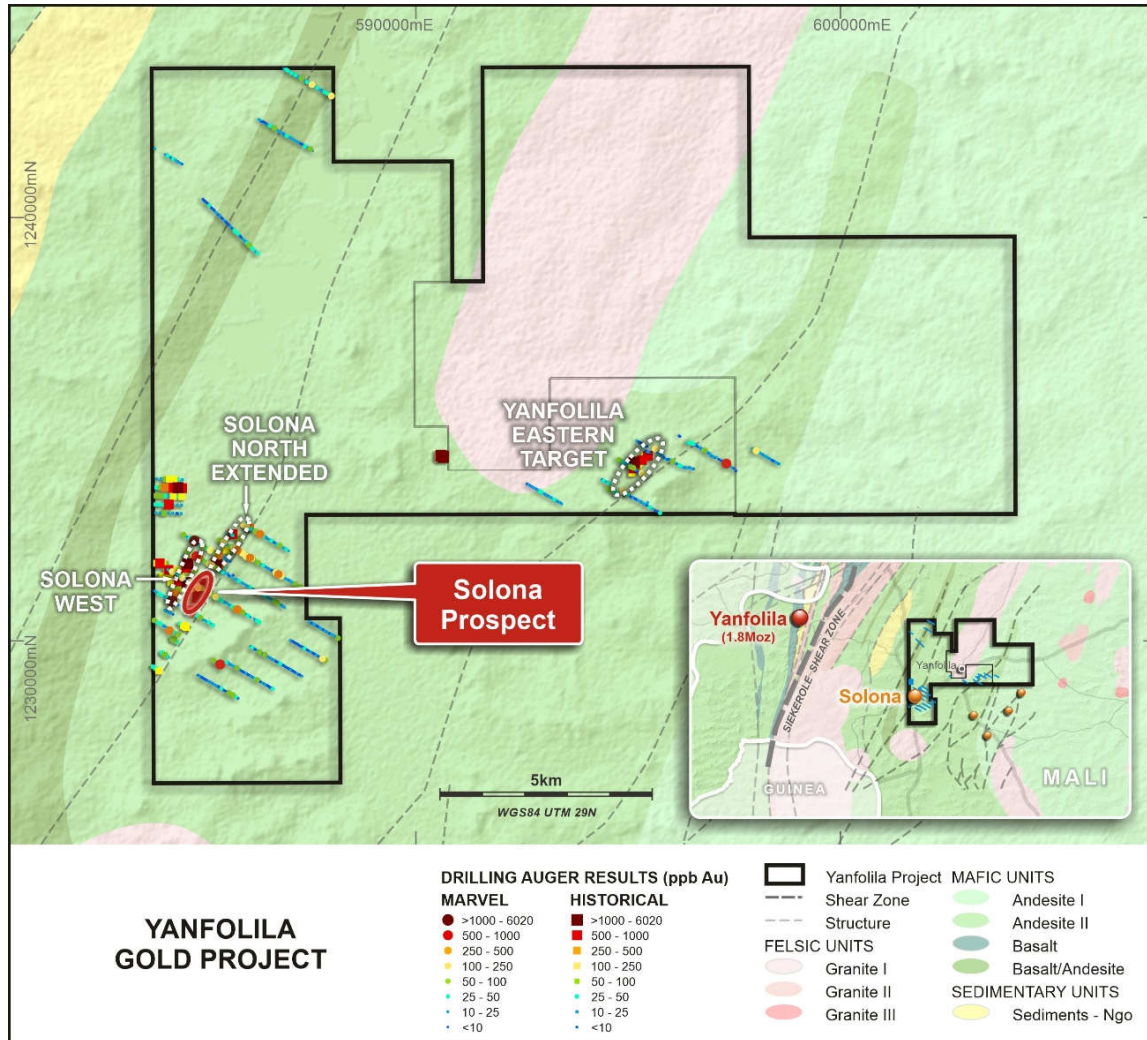 590000mE
600000mE
1240000mN
1230000mN
SOLONA
NORTH
EXTENDED
YANFOLILA
EASTERN
TARGET
SOLONA
WEST
Solona
Prospect
5km
WGS84 UTM 29N
Yanfolila
(1.8Moz)
SIEKEROLE SHEAR ZONE
Yanfolila
Solona
GUINEA
MALI
YANFOLILA
GOLD PROJECT
DRILLING AUGER RESULTS (ppb Au)
MARVEL
>1000 - 6020
500 - 1000
250 - 500
100 - 250
50 - 100
25 - 50
10 - 25
<10
HISTORICAL
>1000 - 6020
500 - 1000
250 - 500
100 - 250
50 - 100
25 - 50
10 - 25
<10
Yanfolila Project
Shear Zone
Structure
FELSIC UNITS
Granite I
Granite II
Granite III
MAFIC UNITS
Andesite I
Andesite II
Basalt
Basalt/Andesite
SEDIMENTARY UNITS
Sediments - Ngo